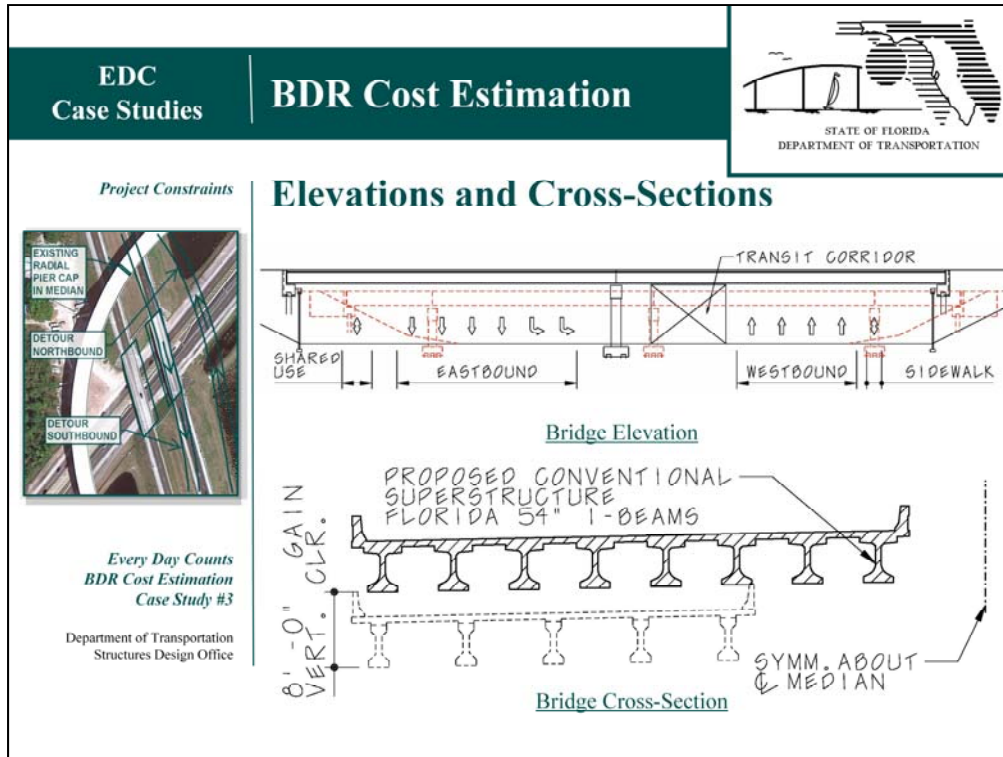 EDC
Case Studies
BDR Cost Estimation
STATE OF FLORIDA
DEPARTMENT OF TRANSPORTATION
Project Constraints
EXISTING
RADIAL
PIER CAP
IN MEDIAN
DETOUR
NORTHBOUND
DETOUR
SOUTHBOUND
Every Day Counts
BDR Cost Estimation
Case Study #3
Department of Transportation
Structures Design Office
Elevations and Cross-Sections
TRANSIT CORRIDOR
SHARED
USE
EASTBOUND
WESTBOUND
SIDEWALK
Bridge Elevation
PROPOSED CONVENTIONAL
SUPERSTRUCTURE
FLORIDA 54" I-BEAMS
8'-0" GAIN
VERT. CLR.
SYMM. ABOUT
℄ MEDIAN
Bridge Cross-Section